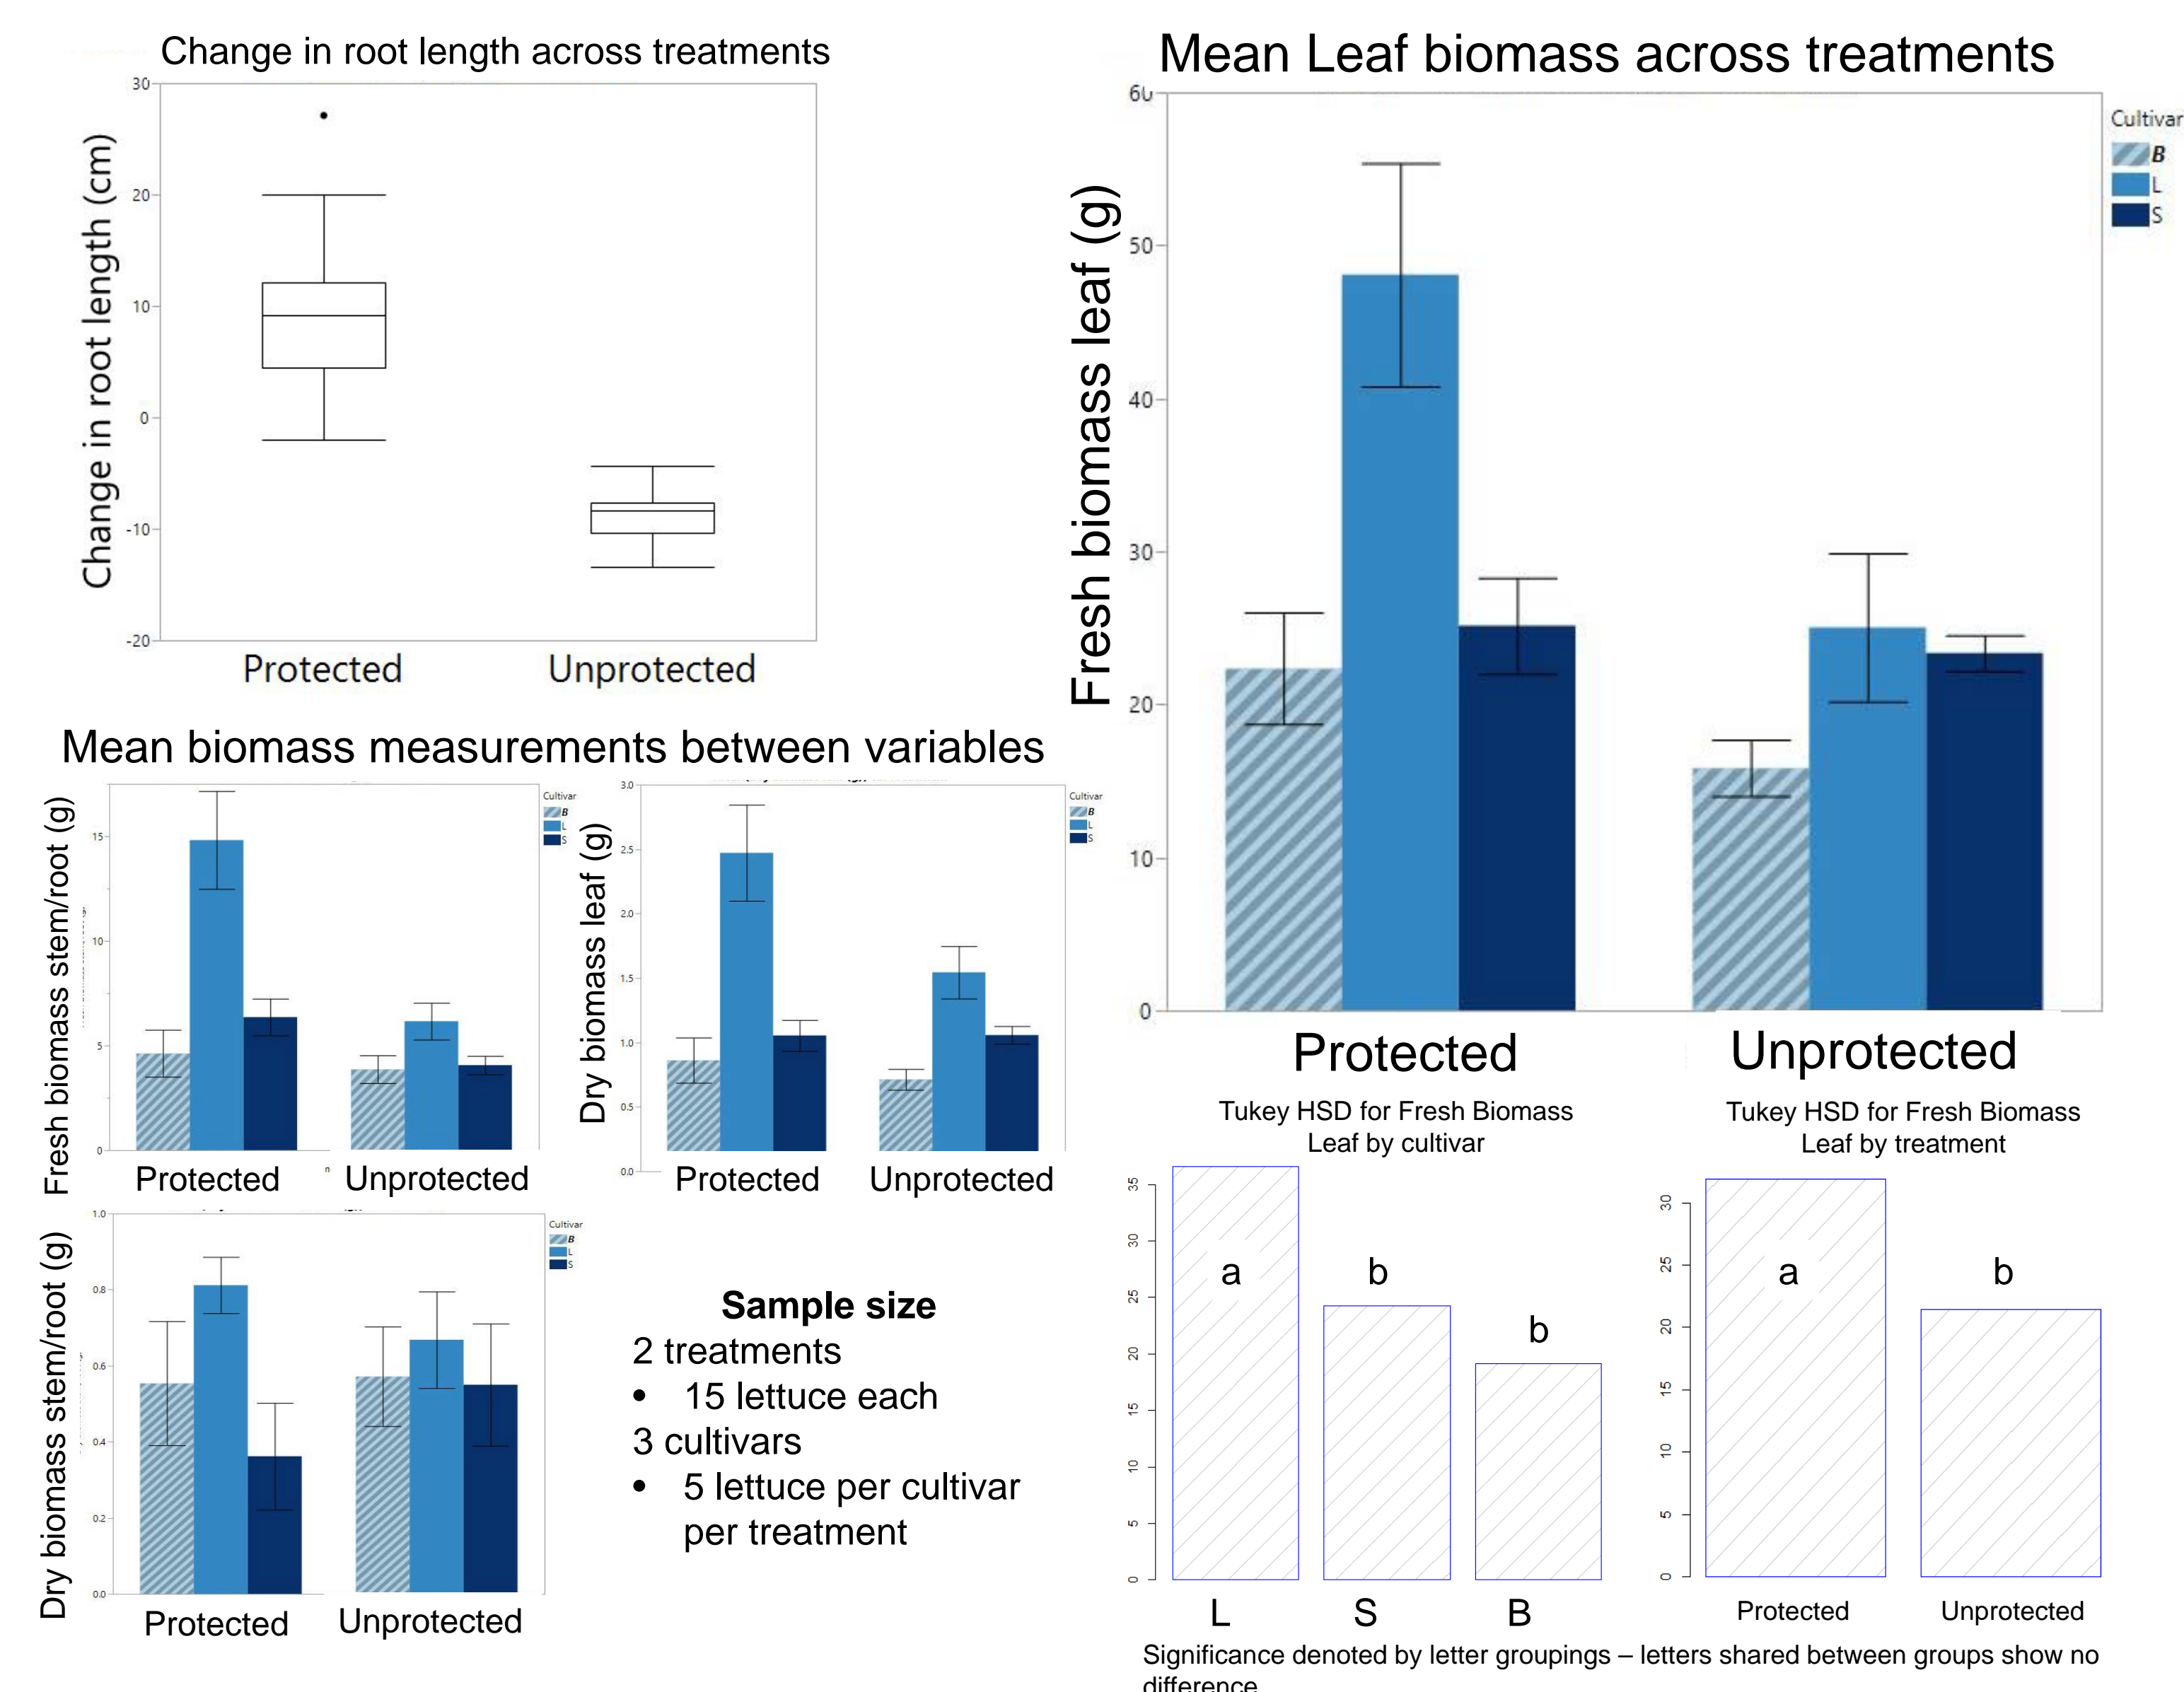 Change in root length across treatments
Change in root length (cm)
30
20
10
0
-10
-20
Protected
Unprotected
Mean Leaf biomass across treatments
Fresh biomass leaf (g)
60
50
40
30
20
10
0
Cultivar
B
L
S
Protected
Unprotected
Mean biomass measurements between variables
Fresh biomass stem/root (g)
15
10
5
0
Cultivar
B
L
S
Protected
Unprotected
Dry biomass leaf (g)
3.0
2.5
2.0
1.5
1.0
0.5
0.0
Cultivar
B
L
S
Protected
Unprotected
Dry biomass stem/root (g)
1.0
0.8
0.6
0.4
0.2
0.0
Cultivar
B
L
S
Protected
Unprotected
Sample size
2 treatments
• 15 lettuce each
3 cultivars
• 5 lettuce per cultivar
per treatment
Tukey HSD for Fresh Biomass
Leaf by cultivar
35
30
25
20
15
10
5
0
a
b
b
L
S
B
Tukey HSD for Fresh Biomass
Leaf by treatment
30
25
20
15
10
5
0
a
b
Protected
Unprotected
Significance denoted by letter groupings – letters shared between groups show no
difference